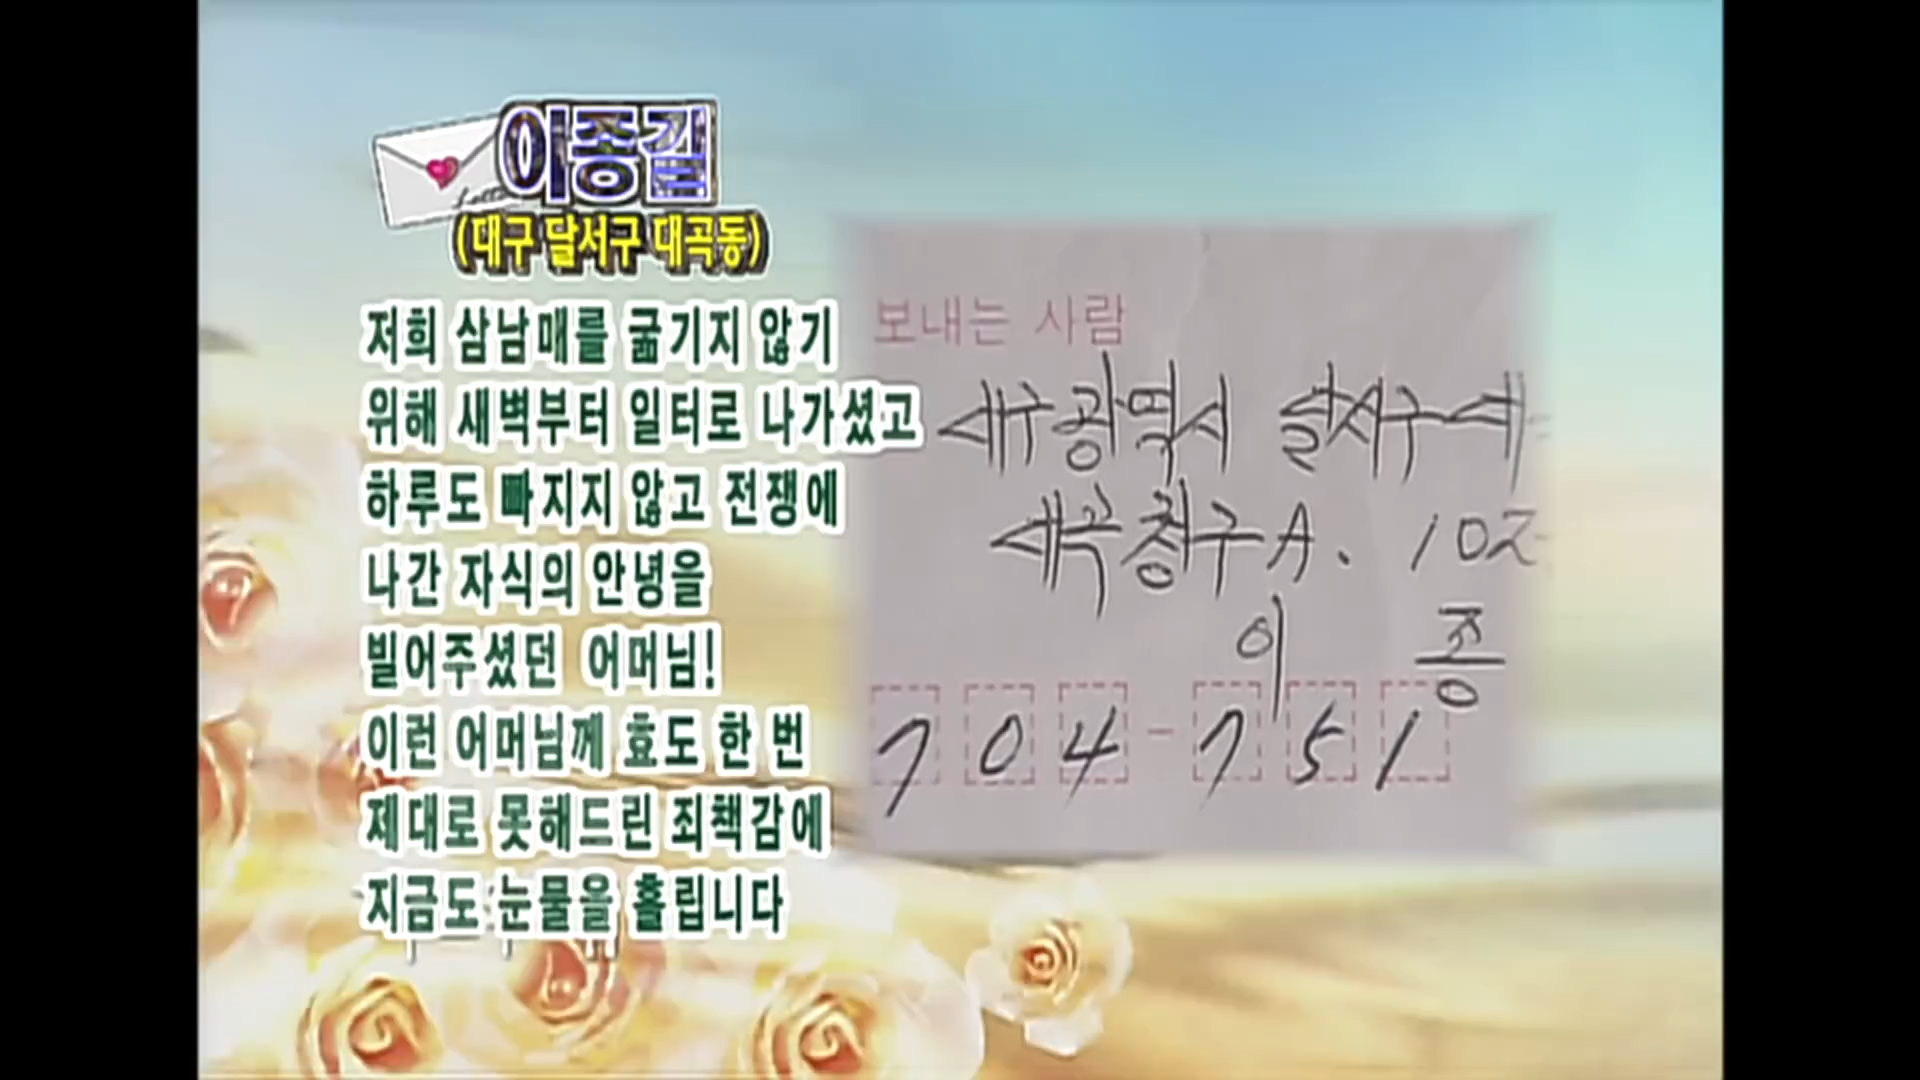 이종길
(대구 달서구 대곡동)
저희 삼남매를 굶기지 않기
위해 새벽부터 일터로 나가셨고
하루도 빠지지 않고 전쟁에
나간 자식의 안녕을
빌어주셨던 어머님!
이런 어머님께 효도 한 번
제대로 못해드린 죄책감에
지금도 눈물을 흘립니다
보내는 사람
대구광역시 달서구 대
대곡청구A. 10
이 종
704-751